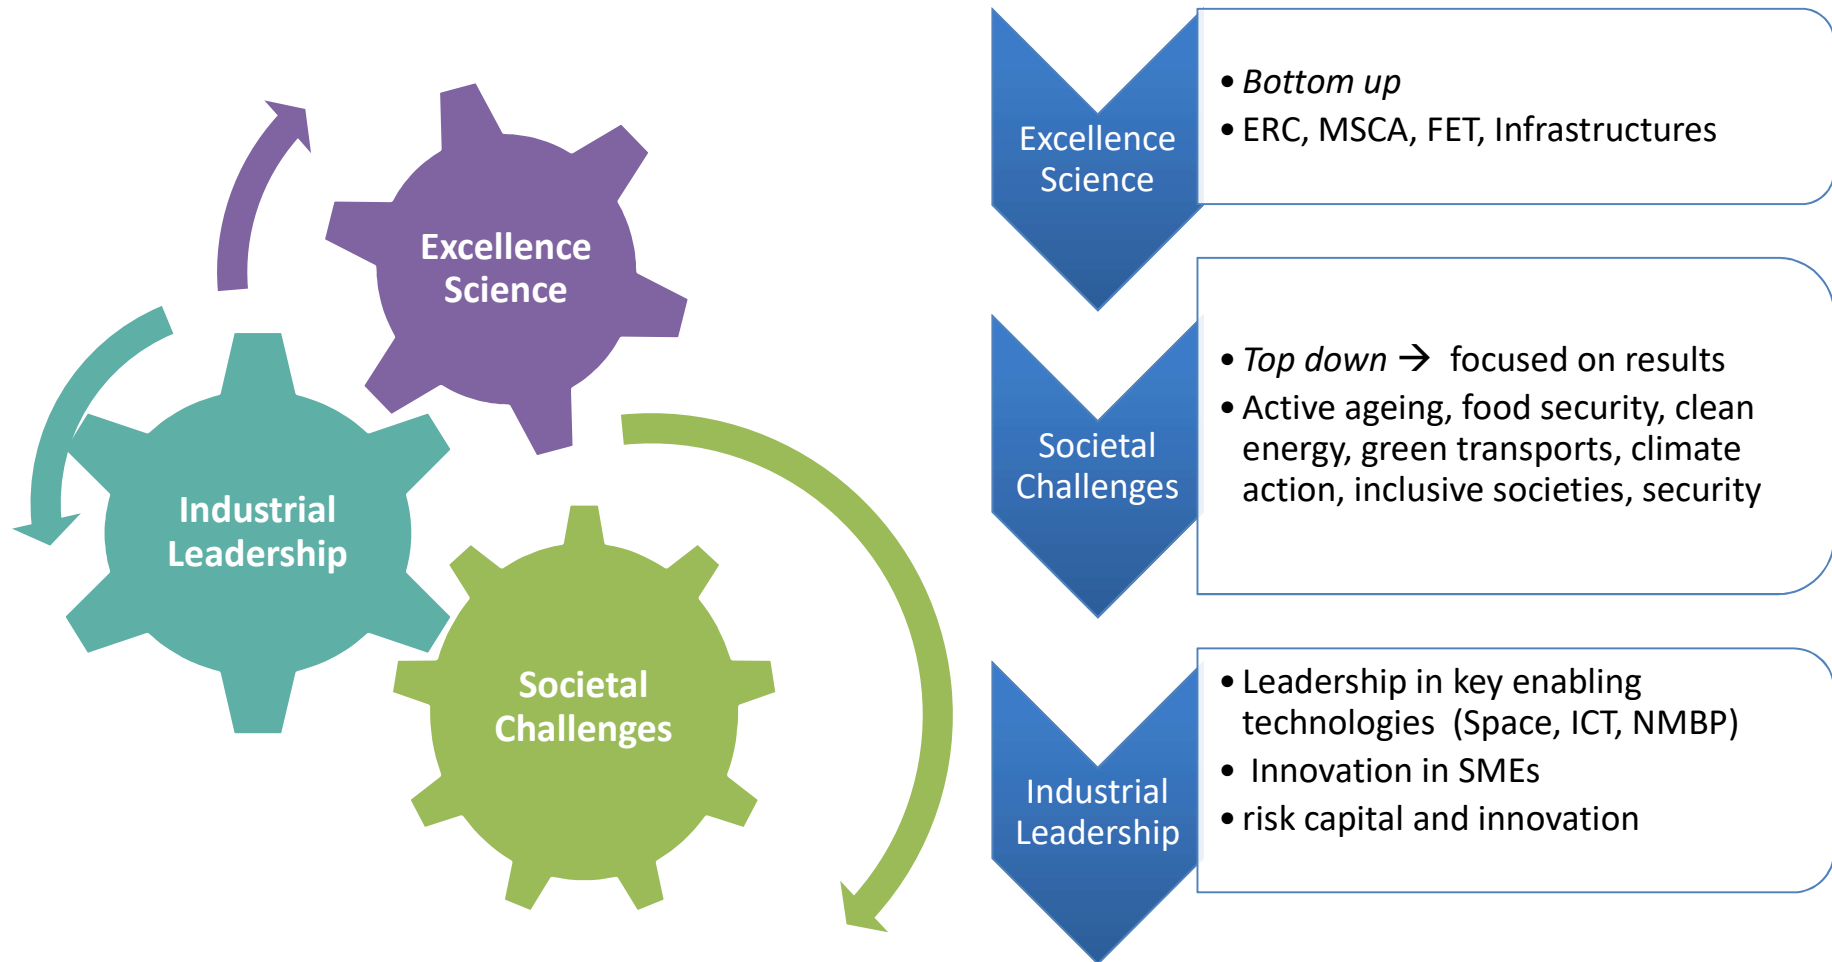 Excellence
Science
Industrial
Leadership
Societal
Challenges
Excellence
Science
• Bottom up
• ERC, MSCA, FET, Infrastructures
Societal
Challenges
• Top down → focused on results
• Active ageing, food security, clean
energy, green transports, climate
action, inclusive societies, security
Industrial
Leadership
• Leadership in key enabling
technologies (Space, ICT, NMBP)
• Innovation in SMEs
• risk capital and innovation